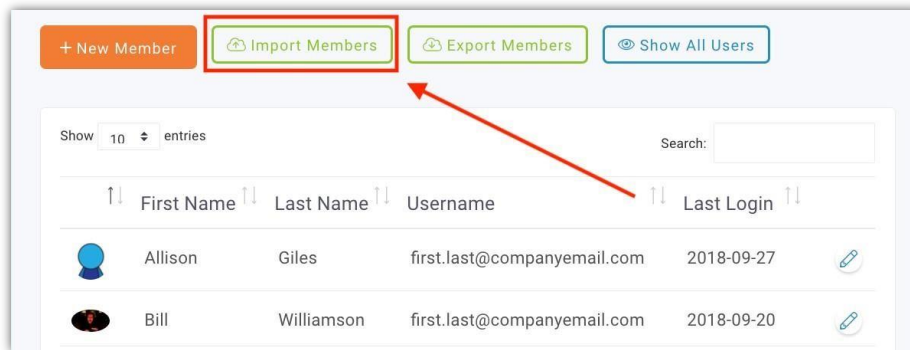 + New Member Import Members Export Members Show All Users
Show 10 entries Search:
First Name Last Name Username Last Login
Allison Giles first.last@companyemail.com 2018-09-27
Bill Williamson first.last@companyemail.com 2018-09-20